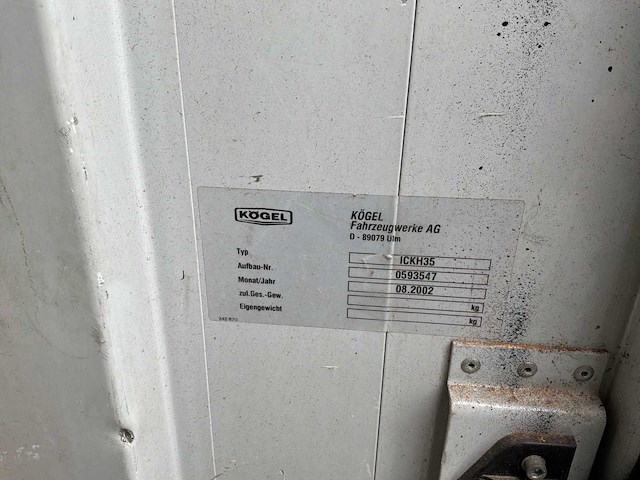 KÖGEL
KÖGEL
Fahrzeugwerke AG
D - 89079 Ulm
Typ ICKH35
Aufbau-Nr. 0593547
Monat/Jahr 08.2002
zul.Ges.-Gew. kg
Eigengewicht kg